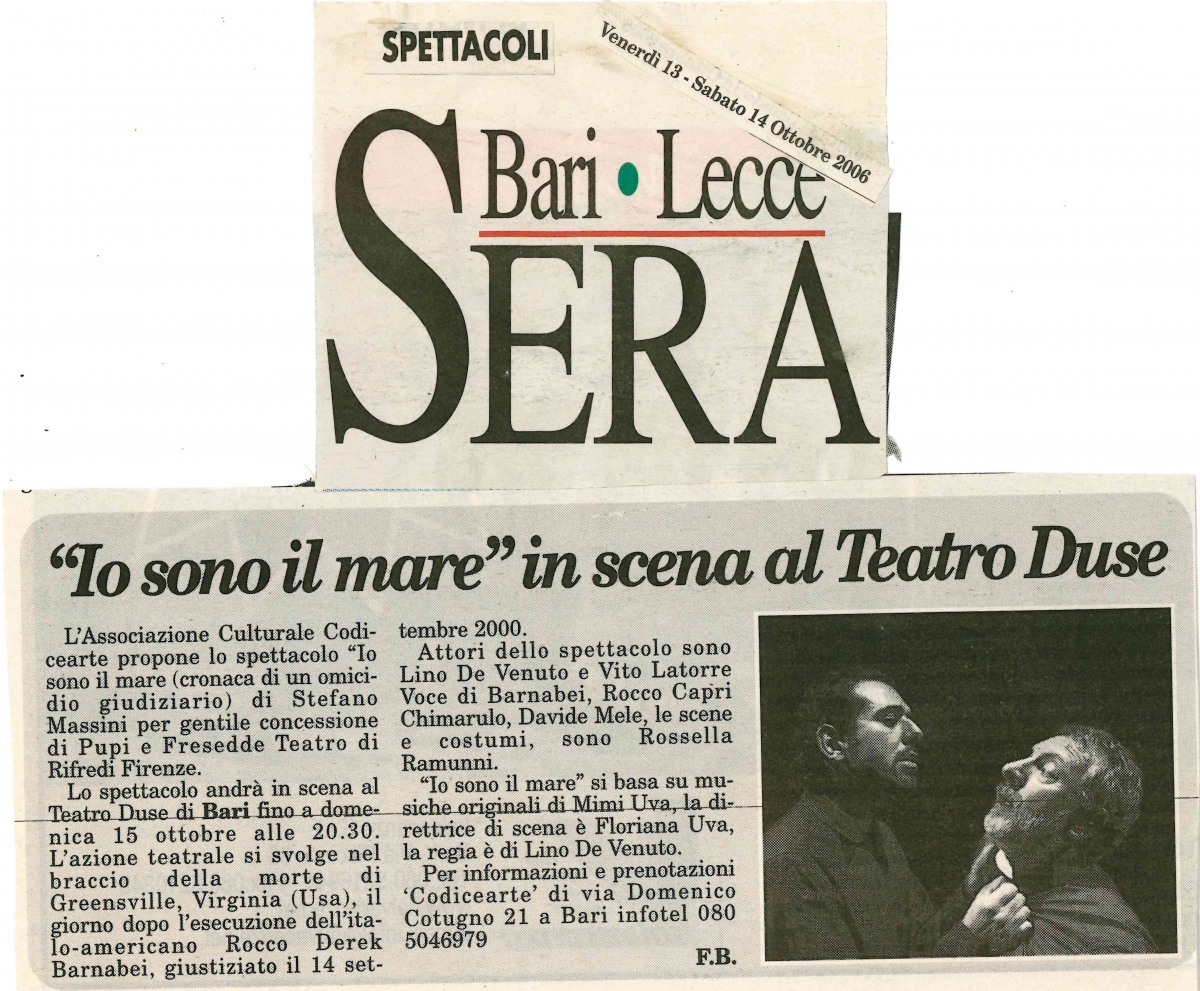 SPETTACOLI
Venerdì 13 - Sabato 14 Ottobre 2006
Bari • Lecce
SERA
“Io sono il mare” in scena al Teatro Duse
L’Associazione Culturale Codi-
cearte propone lo spettacolo “Io
sono il mare (cronaca di un omici-
dio giudiziario) di Stefano
Massini per gentile concessione
di Pupi e Fresedde Teatro di
Rifredi Firenze.
Lo spettacolo andrà in scena al
Teatro Duse di Bari fino a dome-
nica 15 ottobre alle 20.30.
L’azione teatrale si svolge nel
braccio della morte di
Greensville, Virginia (Usa), il
giorno dopo l’esecuzione dell’ita-
lo-americano Rocco Derek
Barnabei, giustiziato il 14 set-
tembre 2000.
Attori dello spettacolo sono
Lino De Venuto e Vito Latorre
Voce di Barnabei, Rocco Capri
Chimarulo, Davide Mele, le scene
e costumi, sono Rossella
Ramunni.
“Io sono il mare” si basa su mu-
siche originali di Mimi Uva, la di-
rettrice di scena è Floriana Uva,
la regia è di Lino De Venuto.
Per informazioni e prenotazioni
‘Codicearte’ di via Domenico
Cotugno 21 a Bari infotel 080
5046979
F.B.